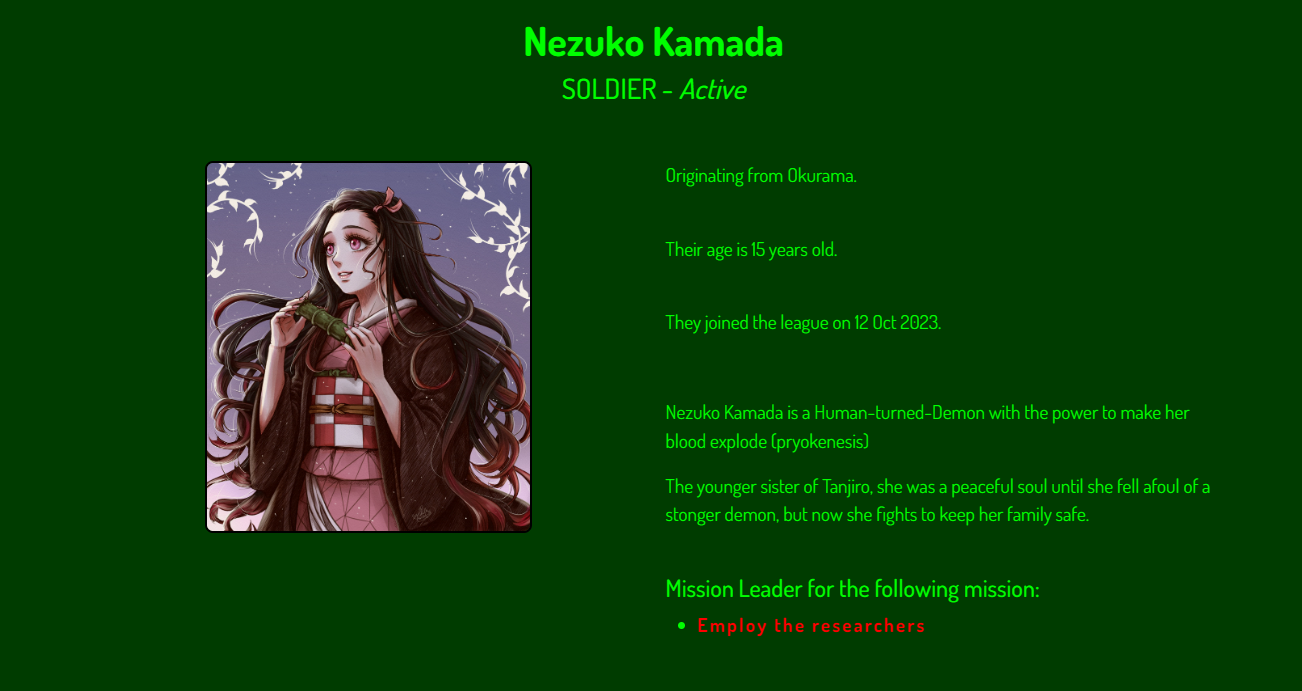 Nezuko Kamada
SOLDIER - Active
Originating from Okurama.
Their age is 15 years old.
They joined the league on 12 Oct 2023.
Nezuko Kamada is a Human-turned-Demon with the power to make her
blood explode (pryokenesis)
The younger sister of Tanjiro, she was a peaceful soul until she fell afoul of a
stonger demon, but now she fights to keep her family safe.
Mission Leader for the following mission:
Employ the researchers